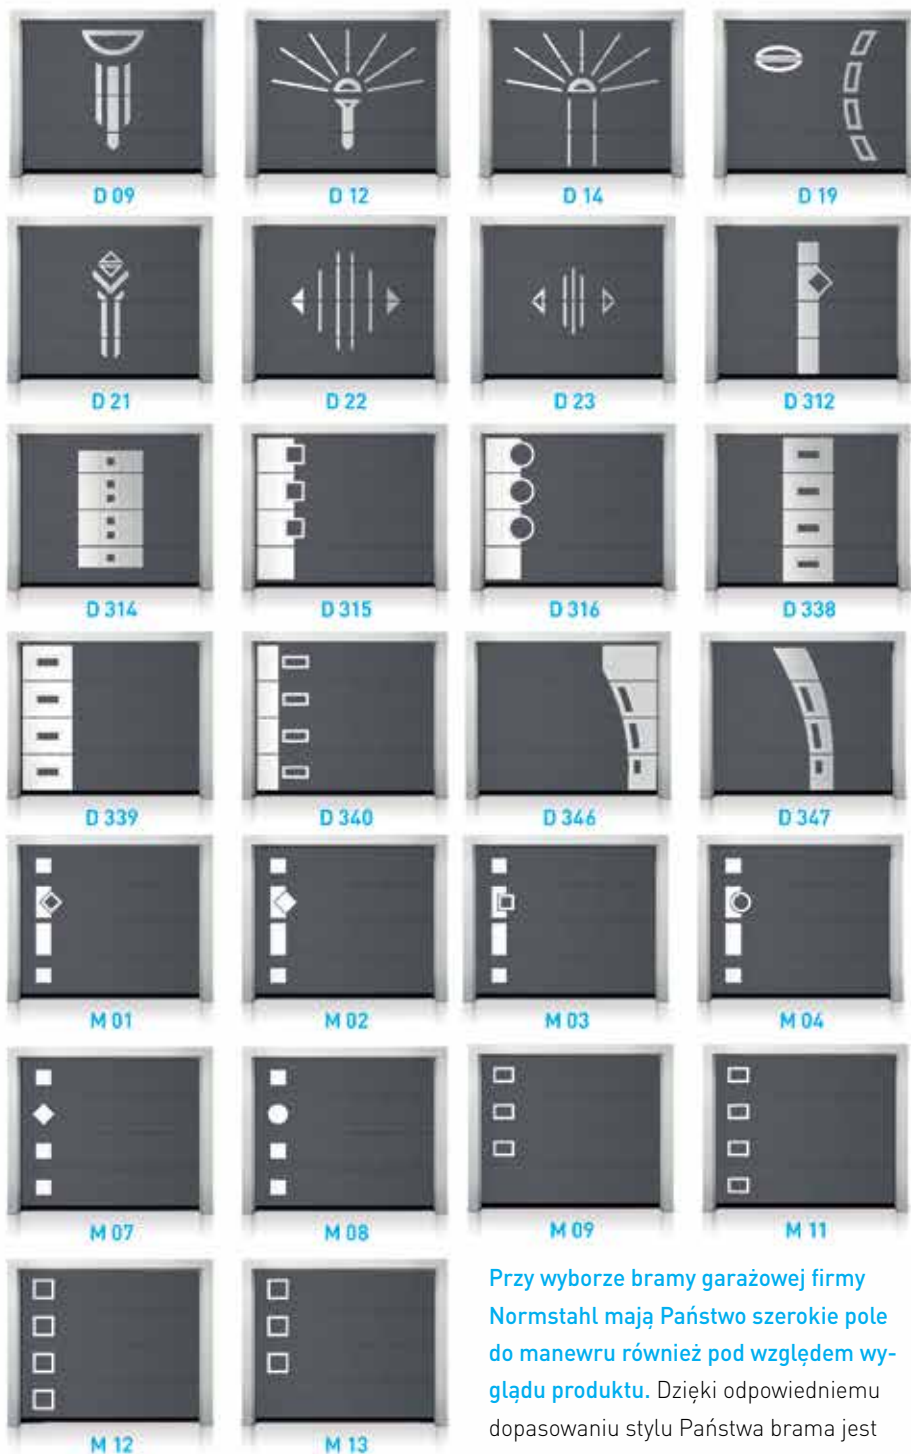 D 09
D 12
D 14
D 19
D 21
D 22
D 23
D 312
D 314
D 315
D 316
D 338
D 339
D 340
D 346
D 347
M 01
M 02
M 03
M 04
M 07
M 08
M 09
M 11
M 12
M 13
Przy wyborze bramy garażowej firmy
Normstahl mają Państwo szerokie pole
do manewru również pod względem wy-
glądu produktu. Dzięki odpowiedniemu
dopasowaniu stylu Państwa brama jest